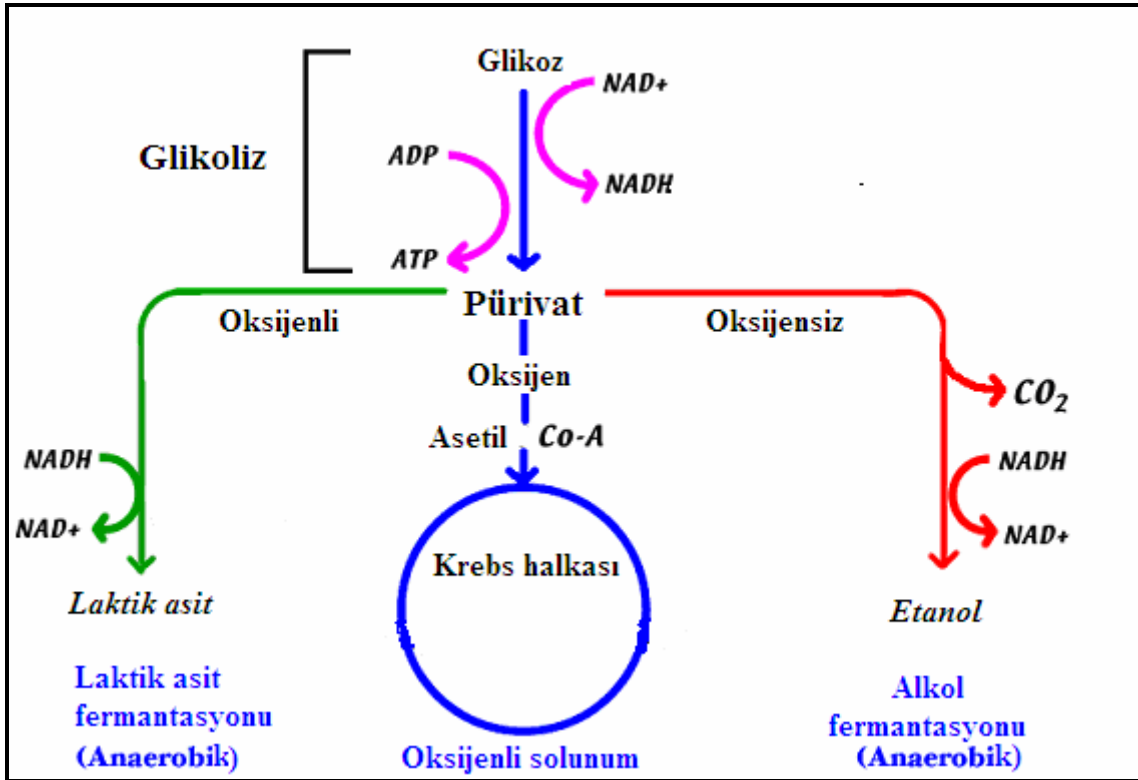 Glikoz
NAD+
Glikoliz
ADP
NADH
ATP
Pürivat
Oksijenli
Oksijensiz
Oksijen
CO2
Asetil Co-A
NADH
NADH
NAD+
NAD+
Krebs halkası
Laktik asit
Etanol
Laktik asit
fermantasyonu
(Anaerobik)
Oksijenli solunum
Alkol
fermantasyonu
(Anaerobik)